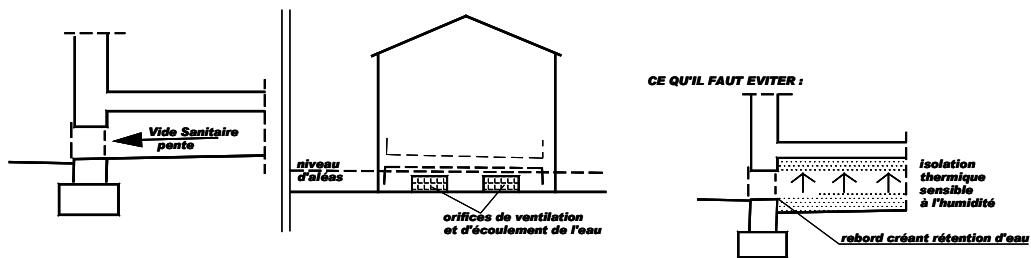 Vide Sanitaire
pente
niveau
d'aléas
orifices de ventilation
et d'écoulement de l'eau
CE QU'IL FAUT EVITER :
isolation
thermique
sensible
à l'humidité
rebord créant rétention d'eau